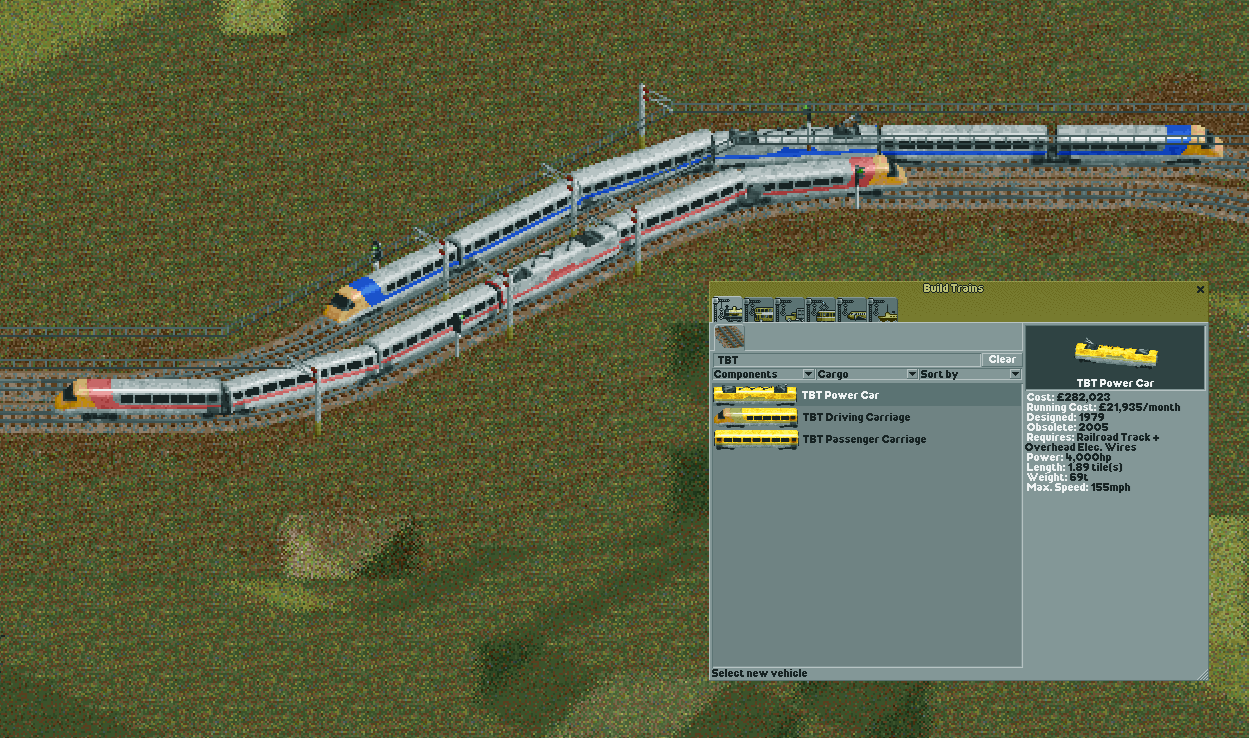 Build Trains
TBT
Clear
Components
Cargo
Sort by
TBT Power Car
TBT Driving Carriage
TBT Passenger Carriage
TBT Power Car
Cost: £282,023
Running Cost: £21,935/month
Designed: 1979
Obsolete: 2005
Requires: Railroad Track +
Overhead Elec. Wires
Power: 4,000hp
Length: 1.89 tile(s)
Weight: 69t
Max. Speed: 155mph
Select new vehicle